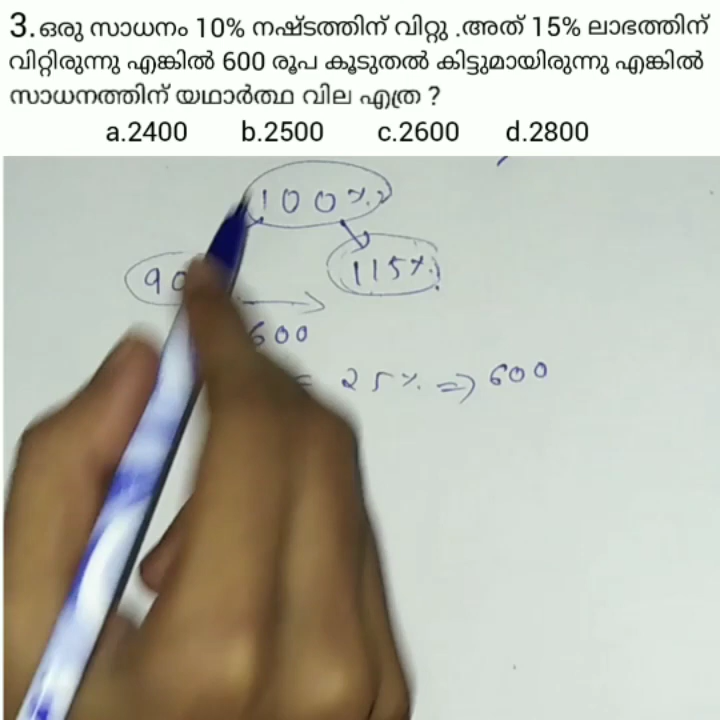 3.ഒരു സാധനം 10% നഷ്ടത്തിന് വിറ്റു .അത് 15% ലാഭത്തിന്
വിറ്റിരുന്നു എങ്കിൽ 600 രൂപ കൂടുതൽ കിട്ടുമായിരുന്നു എങ്കിൽ
സാധനത്തിന് യഥാർത്ഥ വില എത്ര ?
a.2400 b.2500 c.2600 d.2800
100%
90 115%
600
= 25% => 600